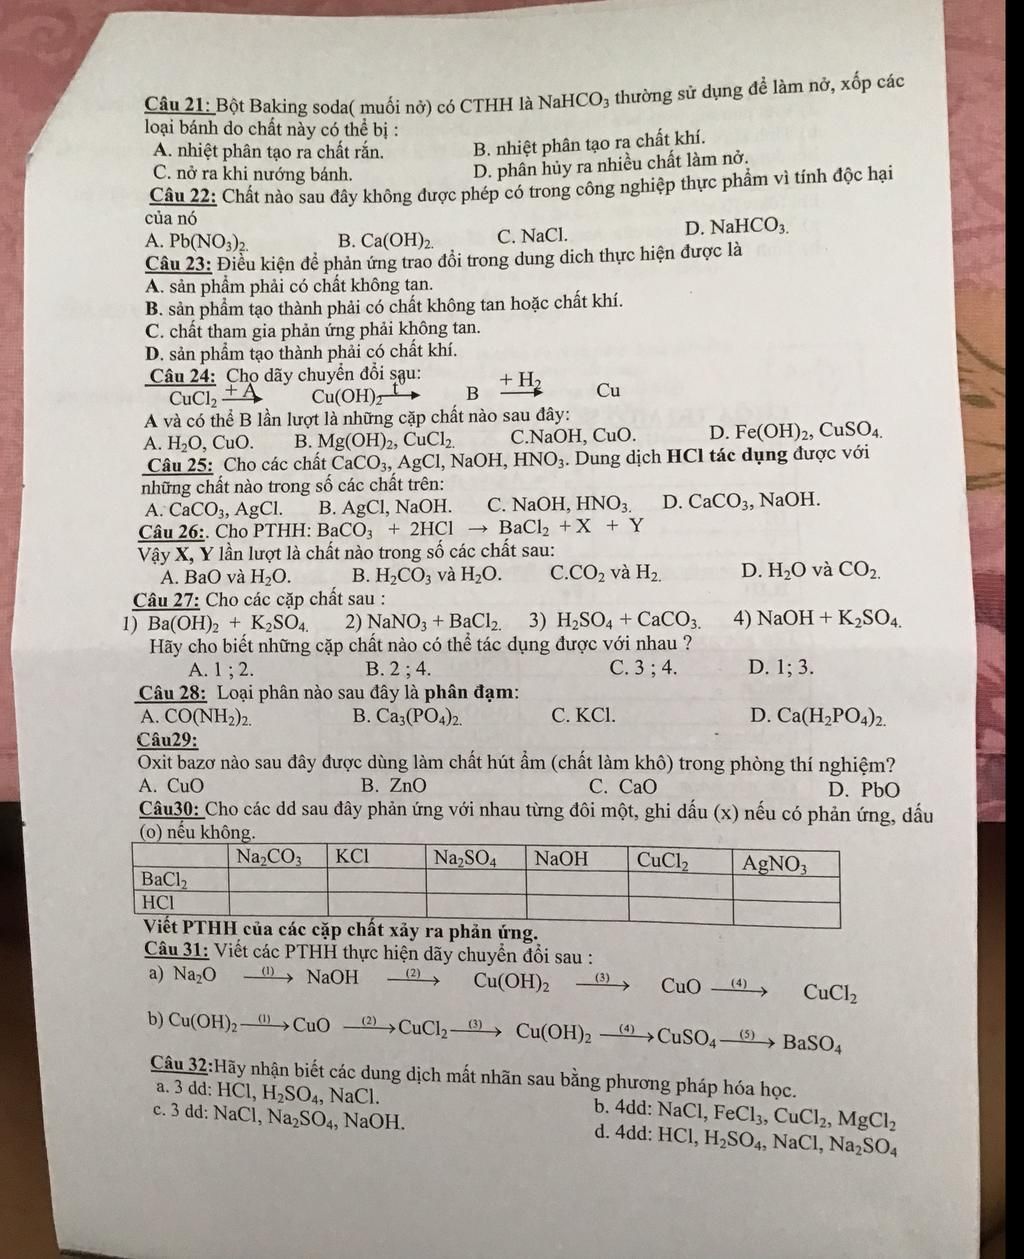 Câu 21: Bột Baking soda( muối nở) có CTHH là NaHCO₃ thường sử dụng để làm nở, xốp các
loại bánh do chất này có thể bị :
A. nhiệt phân tạo ra chất rắn. B. nhiệt phân tạo ra chất khí.
C. nở ra khi nướng bánh. D. phân hủy ra nhiều chất làm nở.
Câu 22: Chất nào sau đây không được phép có trong công nghiệp thực phẩm vì tính độc hại
của nó
A. Pb(NO₃)₂. B. Ca(OH)₂. C. NaCl. D. NaHCO₃.
Câu 23: Điều kiện để phản ứng trao đổi trong dung dich thực hiện được là
A. sản phẩm phải có chất không tan.
B. sản phẩm tạo thành phải có chất không tan hoặc chất khí.
C. chất tham gia phản ứng phải không tan.
D. sản phẩm tạo thành phải có chất khí.
Câu 24: Cho dãy chuyển đổi sau:
CuCl₂ + A → Cu(OH)₂ t⁰ → B + H₂ → Cu
A và có thể B lần lượt là những cặp chất nào sau đây:
A. H₂O, CuO. B. Mg(OH)₂, CuCl₂. C.NaOH, CuO. D. Fe(OH)₂, CuSO₄.
Câu 25: Cho các chất CaCO₃, AgCl, NaOH, HNO₃. Dung dịch HCl tác dụng được với
những chất nào trong số các chất trên:
A. CaCO₃, AgCl. B. AgCl, NaOH. C. NaOH, HNO₃. D. CaCO₃, NaOH.
Câu 26:. Cho PTHH: BaCO₃ + 2HCl → BaCl₂ + X + Y
Vậy X, Y lần lượt là chất nào trong số các chất sau:
A. BaO và H₂O. B. H₂CO₃ và H₂O. C.CO₂ và H₂. D. H₂O và CO₂.
Câu 27: Cho các cặp chất sau :
1) Ba(OH)₂ + K₂SO₄. 2) NaNO₃ + BaCl₂. 3) H₂SO₄ + CaCO₃. 4) NaOH + K₂SO₄.
Hãy cho biết những cặp chất nào có thể tác dụng được với nhau ?
A. 1 ; 2. B. 2 ; 4. C. 3 ; 4. D. 1; 3.
Câu 28: Loại phân nào sau đây là phân đạm:
A. CO(NH₂)₂. B. Ca₃(PO₄)₂. C. KCl. D. Ca(H₂PO₄)₂.
Câu29:
Oxit bazơ nào sau đây được dùng làm chất hút ẩm (chất làm khô) trong phòng thí nghiệm?
A. CuO B. ZnO C. CaO D. PbO
Câu30: Cho các dd sau đây phản ứng với nhau từng đôi một, ghi dấu (x) nếu có phản ứng, dấu
(o) nếu không.
Na₂CO₃ KCl Na₂SO₄ NaOH CuCl₂ AgNO₃
BaCl₂
HCl
Viết PTHH của các cặp chất xảy ra phản ứng.
Câu 31: Viết các PTHH thực hiện dãy chuyển đổi sau :
a) Na₂O (1)→ NaOH (2)→ Cu(OH)₂ (3)→ CuO (4)→ CuCl₂
b) Cu(OH)₂ (1)→ CuO (2)→ CuCl₂ (3)→ Cu(OH)₂ (4)→ CuSO₄ (5)→ BaSO₄
Câu 32:Hãy nhận biết các dung dịch mất nhãn sau bằng phương pháp hóa học.
a. 3 dd: HCl, H₂SO₄, NaCl. b. 4dd: NaCl, FeCl₃, CuCl₂, MgCl₂
c. 3 dd: NaCl, Na₂SO₄, NaOH. d. 4dd: HCl, H₂SO₄, NaCl, Na₂SO₄